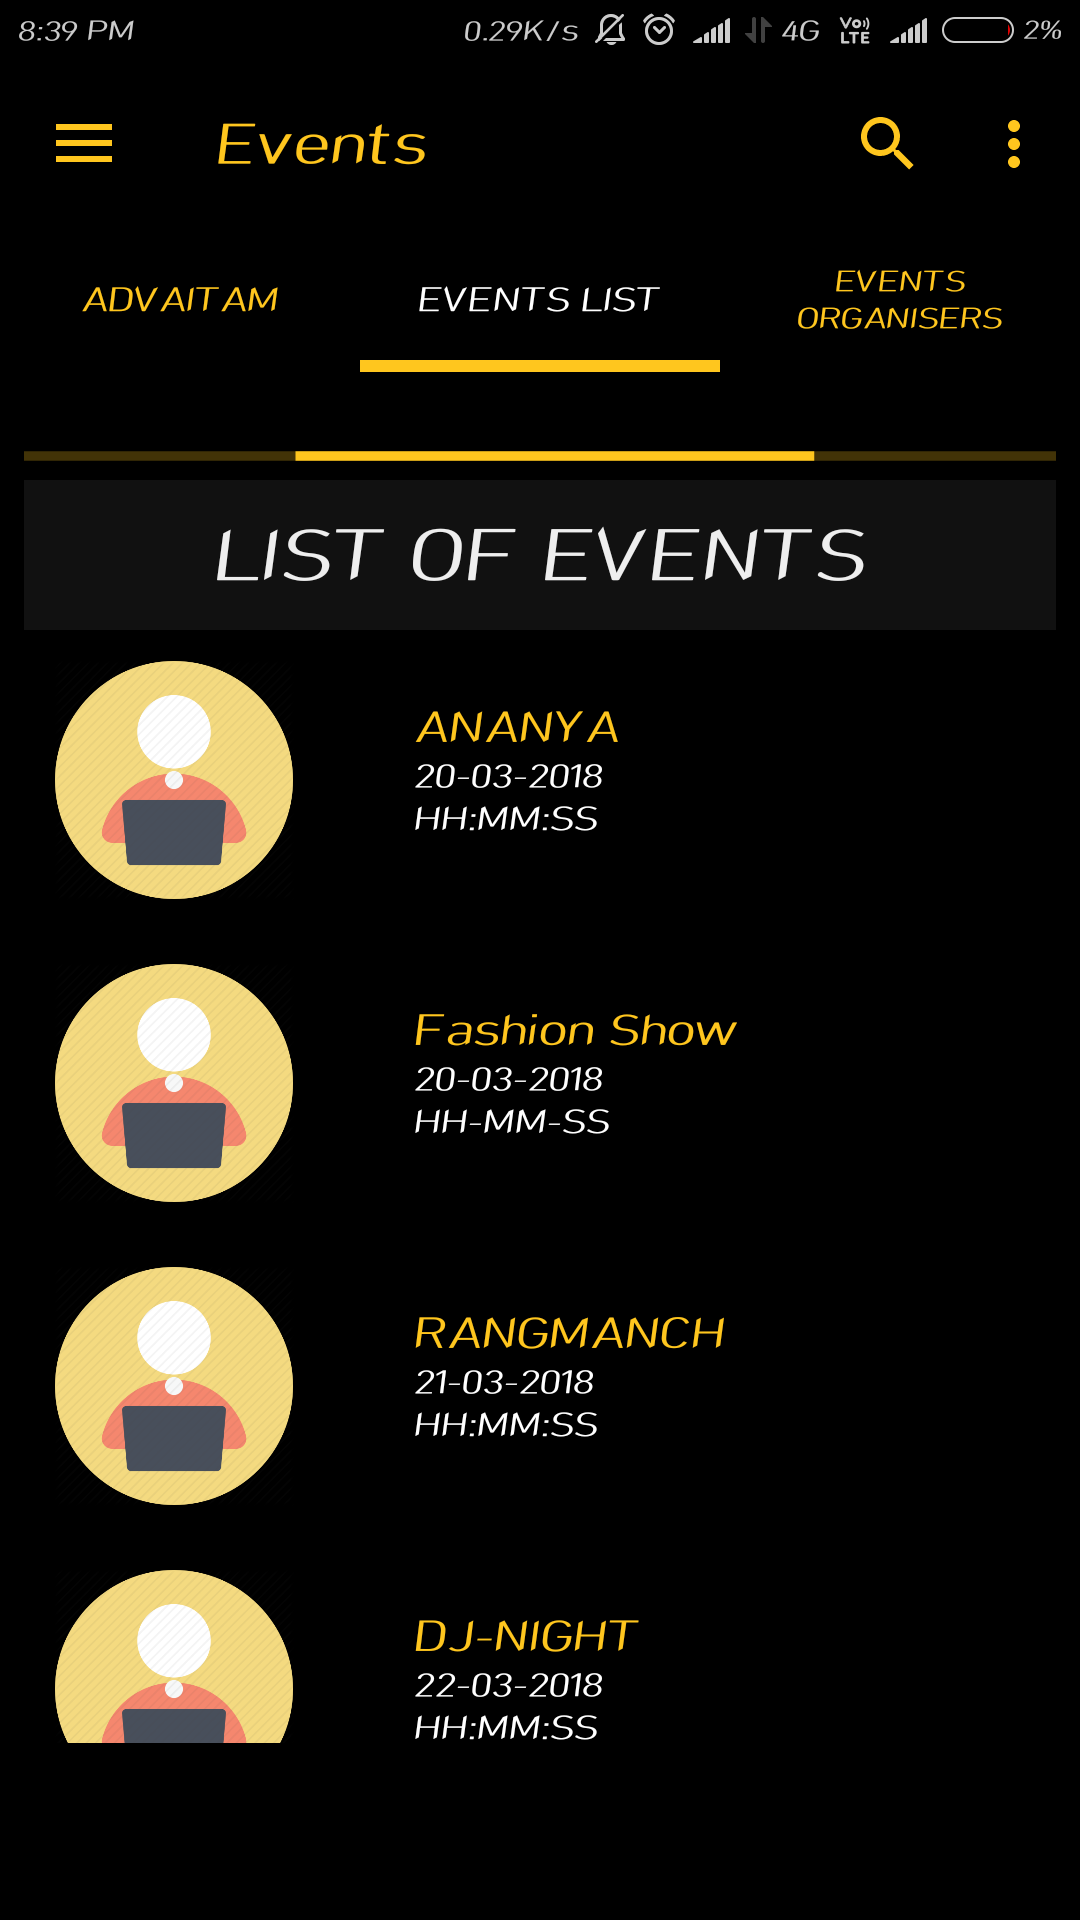 8:39 PM 0.29K/s 4G VoLTE 2%
Events
ADVAITAM EVENTS LIST EVENTS ORGANISERS
LIST OF EVENTS
ANANYA
20-03-2018
HH:MM:SS
Fashion Show
20-03-2018
HH-MM-SS
RANGMANCH
21-03-2018
HH:MM:SS
DJ-NIGHT
22-03-2018
HH:MM:SS